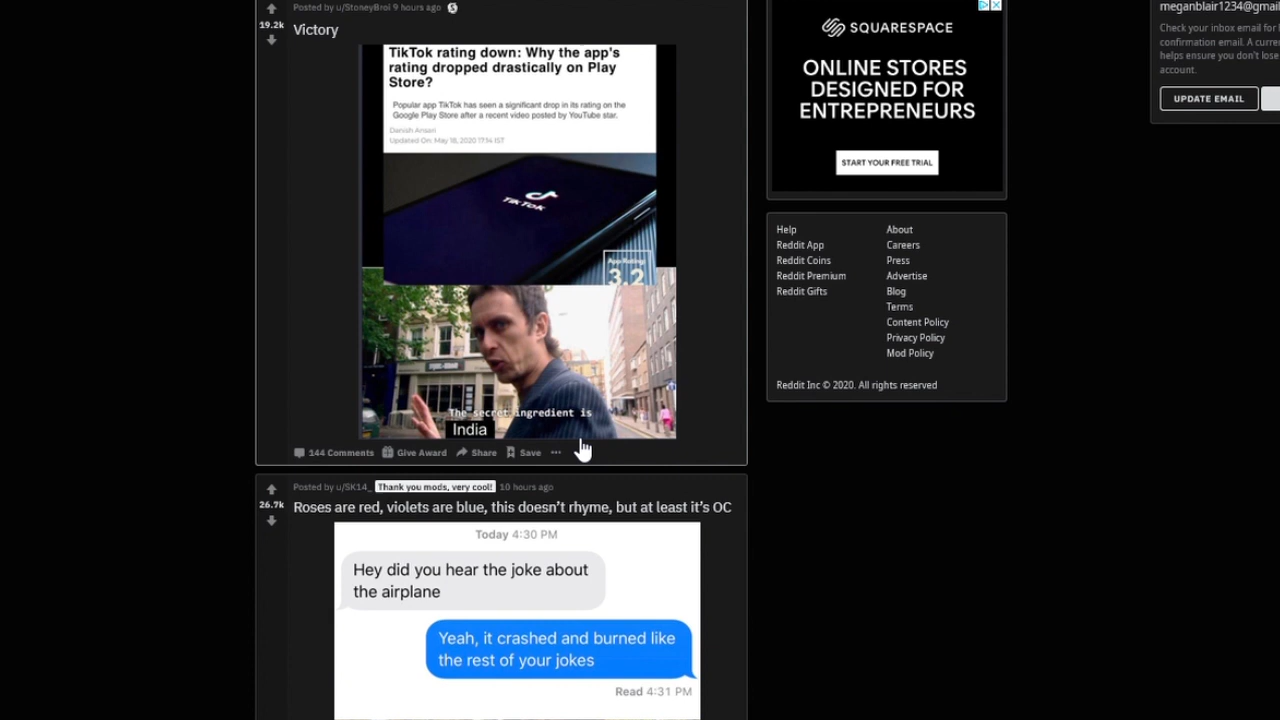 Posted by u/StoneyBroi 9 hours ago
19.2k
Victory
TikTok rating down: Why the app's
rating dropped drastically on Play
Store?
Popular app TikTok has seen a significant drop in its rating on the
Google Play Store after a recent video posted by YouTube star.
Darvish Ansari
Updated On: May 18, 2020 17:14 IST
TikTok
App Rating
3.2
The secret ingredient is
India
144 Comments Give Award Share Save ...
Posted by u/SK14_ Thank you mods, very cool! 10 hours ago
26.7k
Roses are red, violets are blue, this doesn't rhyme, but at least it's OC
Today 4:30 PM
Hey did you hear the joke about
the airplane
Yeah, it crashed and burned like
the rest of your jokes
Read 4:31 PM
SQUARESPACE
ONLINE STORES
DESIGNED FOR
ENTREPRENEURS
START YOUR FREE TRIAL
Help
Reddit App
Reddit Coins
Reddit Premium
Reddit Gifts
About
Careers
Press
Advertise
Blog
Terms
Content Policy
Privacy Policy
Mod Policy
Reddit Inc © 2020. All rights reserved
meganblair1234@gmail
Check your inbox email for
confirmation email. A curre
helps ensure you don't lose
account.
UPDATE EMAIL